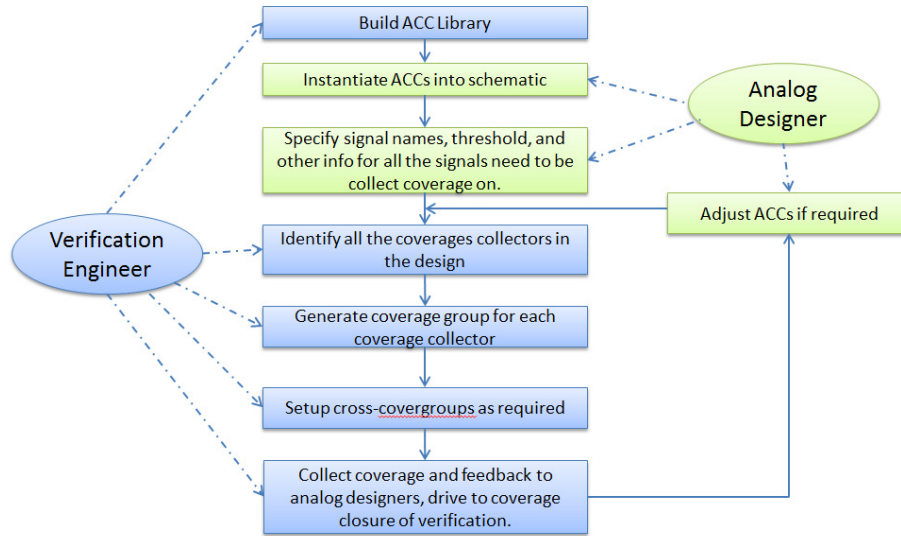 Build ACC Library
Instantiate ACCs into schematic
Analog
Designer
Specify signal names, threshold, and
other info for all the signals need to be
collect coverage on.
Adjust ACCs if required
Verification
Engineer
Identify all the coverages collectors in
the design
Generate coverage group for each
coverage collector
Setup cross-covergroups as required
Collect coverage and feedback to
analog designers, drive to coverage
closure of verification.